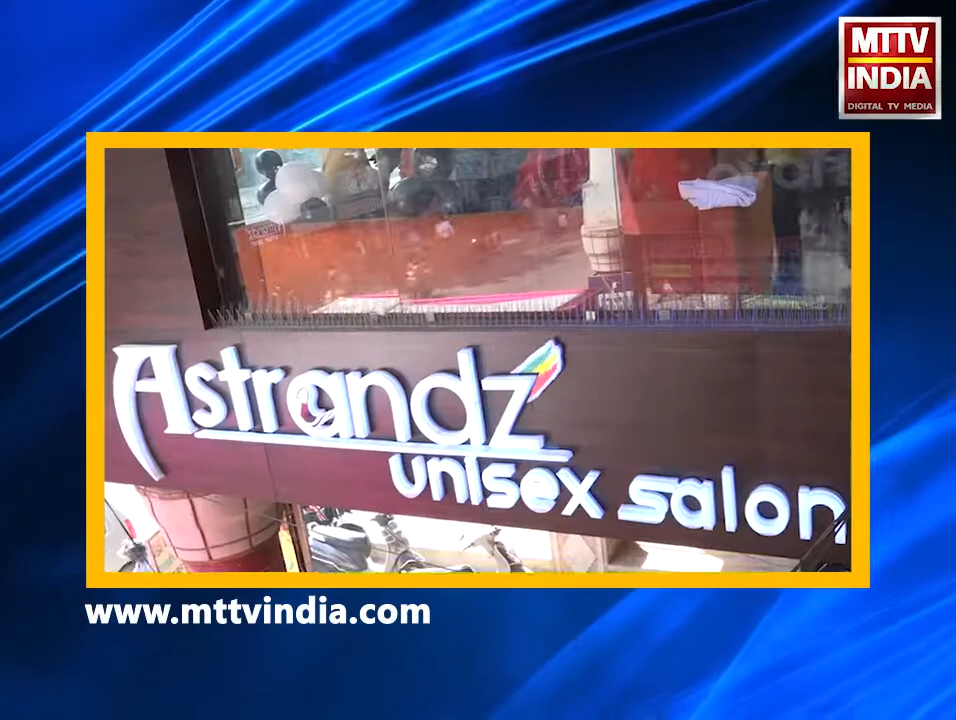 MTTV
INDIA
DIGITAL TV MEDIA
Astrandz
unisex salon
www.mttvindia.com